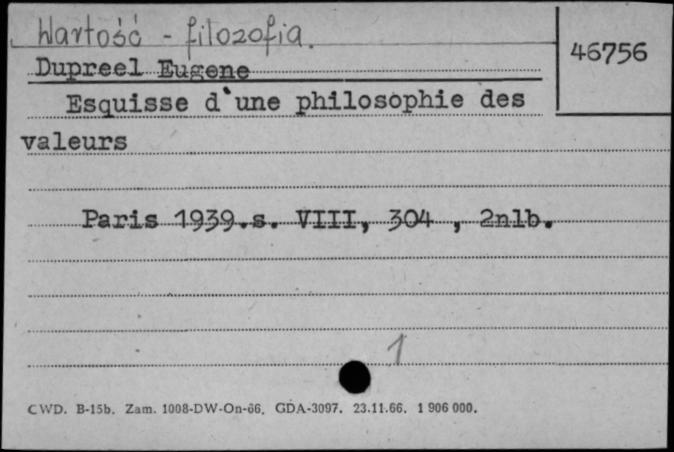 Wartość - filozofia.
46756
Dupreel Eugene
Esquisse d'une philosophie des
valeurs
Paris 1939.s. VIII, 304 , 2nlb.
1
CWD. B-15b. Zam. 1008-DW-On-66. GDA-3097. 23.11.66. 1 906 000.